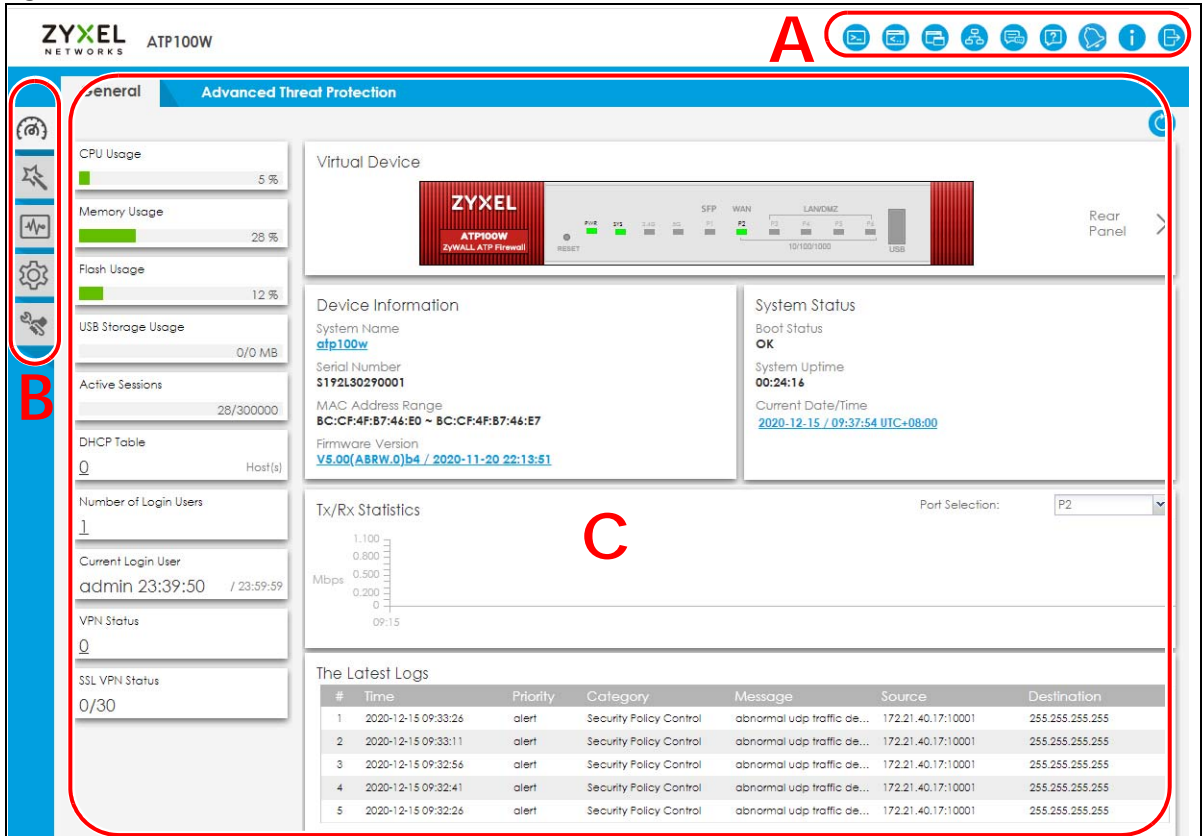 ZYXEL
NETWORKS
ATP100W
A
General
Advanced Threat Protection
CPU Usage
5 %
Memory Usage
28 %
Flash Usage
12 %
USB Storage Usage
0/0 MB
Active Sessions
28/300000
DHCP Table
0
Host(s)
Number of Login Users
1
Current Login User
admin 23:39:50 / 23:59:59
VPN Status
0
SSL VPN Status
0/30
B
Virtual Device
ZYXEL
ATP100W
ZyWALL ATP Firewall
RESET
PWR
SYS
SFP
WAN
LAN/DMZ
P1
P2
P3
P4
P5
P6
10/100/1000
USB
Rear
Panel
Device Information
System Name
atp100w
Serial Number
S192L30290001
MAC Address Range
BC:CF:4F:B7:46:E0 ~ BC:CF:4F:B7:46:E7
Firmware Version
V5.00(ABRW.0)b4 / 2020-11-20 22:13:51
System Status
Boot Status
OK
System Uptime
00:24:16
Current Date/Time
2020-12-15 / 09:37:54 UTC+08:00
Tx/Rx Statistics
Port Selection:
P2
C
1.100
0.800
Mbps
0.500
0.200
0
09:15
The Latest Logs
# Time Priority Category Message Source Destination
1 2020-12-15 09:33:26 alert Security Policy Control abnormal udp traffic de... 172.21.40.17:10001 255.255.255.255
2 2020-12-15 09:33:11 alert Security Policy Control abnormal udp traffic de... 172.21.40.17:10001 255.255.255.255
3 2020-12-15 09:32:56 alert Security Policy Control abnormal udp traffic de... 172.21.40.17:10001 255.255.255.255
4 2020-12-15 09:32:41 alert Security Policy Control abnormal udp traffic de... 172.21.40.17:10001 255.255.255.255
5 2020-12-15 09:32:26 alert Security Policy Control abnormal udp traffic de... 172.21.40.17:10001 255.255.255.255